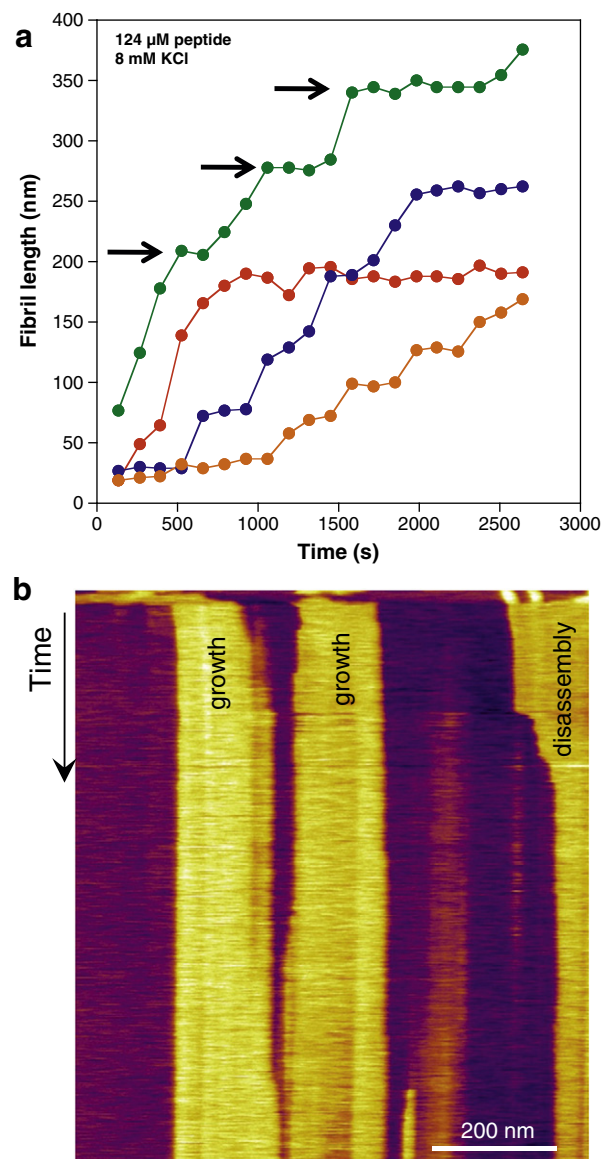 a
124 µM peptide
8 mM KCl
400
350
300
250
200
150
100
50
0
Fibril length (nm)
0 500 1000 1500 2000 2500 3000
Time (s)
b
Time
growth
growth
disassembly
200 nm